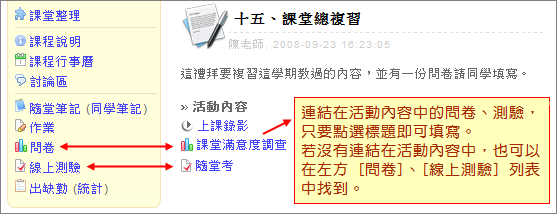 課堂整理
課程說明
課程行事曆
討論區
隨堂筆記 (同學筆記)
作業
問卷
線上測驗
出缺勤 (統計)
十五、課堂總複習
陳老師, 2008-09-23 16:23:05
這禮拜要複習這學期教過的內容，並有一份問卷請同學填寫。
» 活動內容
上課錄影
課堂滿意度調查
隨堂考
連結在活動內容中的問卷、測驗，
只要點選標題即可填寫。
若沒有連結在活動內容中，也可以
在左方 [問卷]、[線上測驗] 列表
中找到。